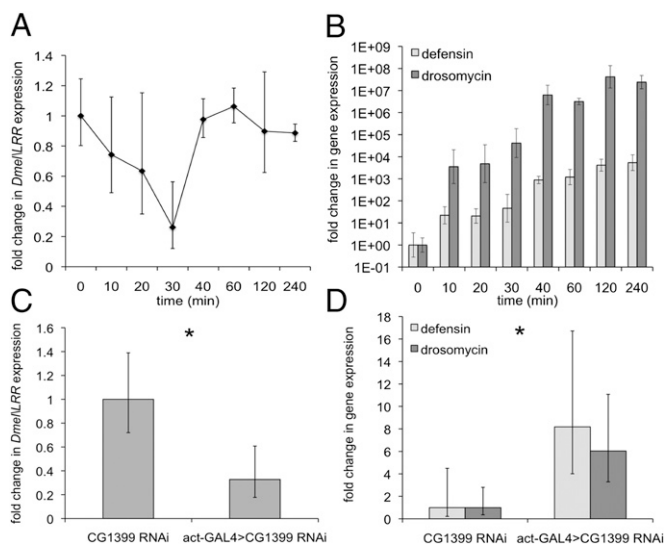 A
fold change in DmelLRR expression
1.4
1.2
1
0.8
0.6
0.4
0.2
0
0 10 20 30 40 60 120 240
time (min)
B
fold change in gene expression
defensin
drosomycin
1E+09
1E+08
1E+07
1E+06
1E+05
1E+04
1E+03
1E+02
1E+01
1E+00
1E-01
0 10 20 30 40 60 120 240
time (min)
C
fold change in DmelLRR expression
1.6
1.4
1.2
1
0.8
0.6
0.4
0.2
0
*
CG1399 RNAi act-GAL4>CG1399 RNAi
D
fold change in gene expression
18
16
14
12
10
8
6
4
2
0
defensin
drosomycin
*
CG1399 RNAi act-GAL4>CG1399 RNAi